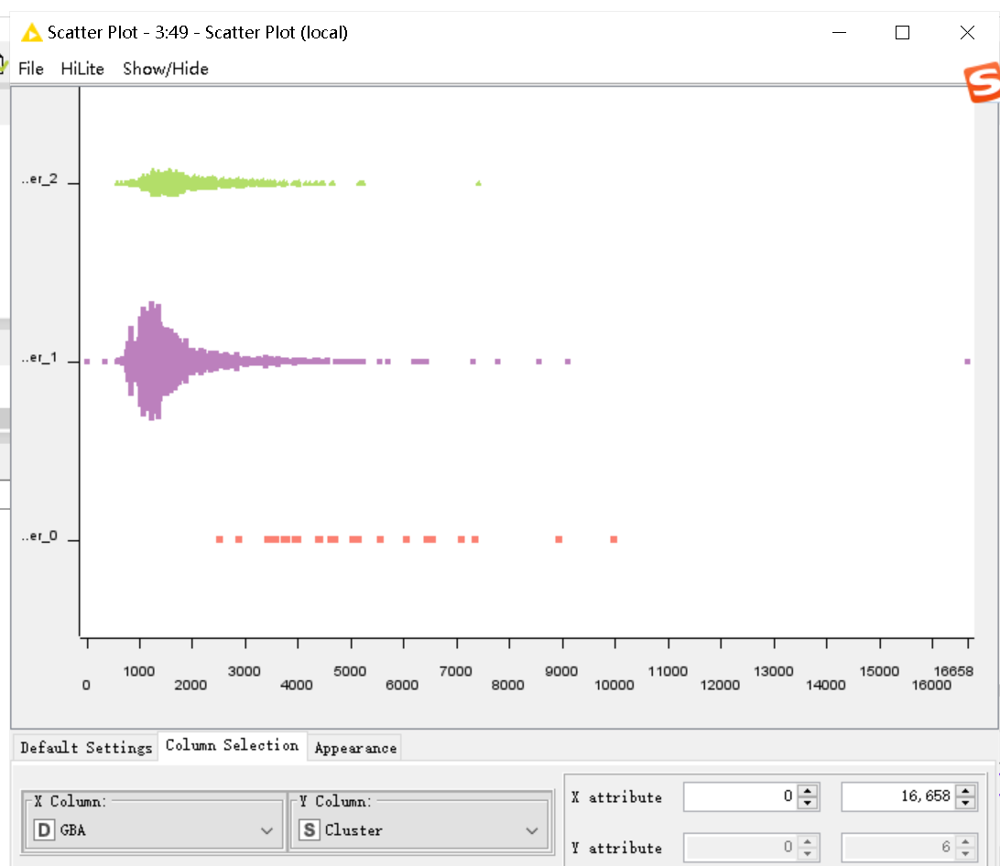 Scatter Plot - 3:49 - Scatter Plot (local)
File HiLite Show/Hide
S
..er_2
..er_1
..er_0
1000 3000 5000 7000 9000 11000 13000 15000 16658
0 2000 4000 6000 8000 10000 12000 14000 16000
Default Settings Column Selection Appearance
X Column: Y Column:
D GBA S Cluster
X attribute 0 16,658
Y attribute 0 6